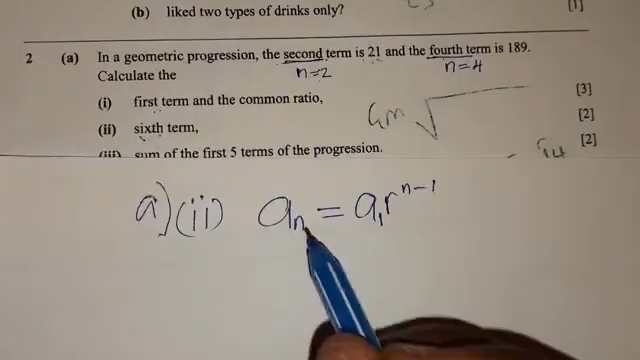 (b) liked two types of drinks only? [1]
2 (a) In a geometric progression, the second term is 21 and the fourth term is 189.
n=2 n=4
Calculate the
(i) first term and the common ratio, [3]
(ii) sixth term, [2]
(iii) sum of the first 5 terms of the progression. [2]
a)(ii) aₙ = a₁rⁿ⁻¹